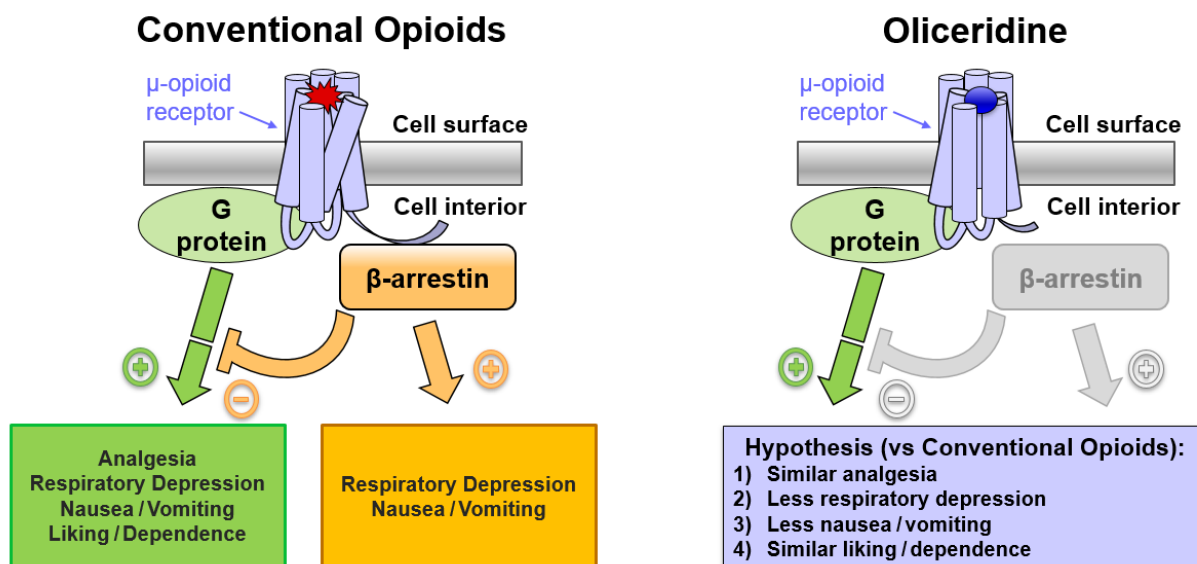 Conventional Opioids
μ-opioid
receptor
Cell surface
Cell interior
G
protein
β-arrestin
+
−
+
Analgesia
Respiratory Depression
Nausea / Vomiting
Liking / Dependence
Respiratory Depression
Nausea / Vomiting
Oliceridine
μ-opioid
receptor
Cell surface
Cell interior
G
protein
β-arrestin
+
−
+
Hypothesis (vs Conventional Opioids):
1) Similar analgesia
2) Less respiratory depression
3) Less nausea / vomiting
4) Similar liking / dependence